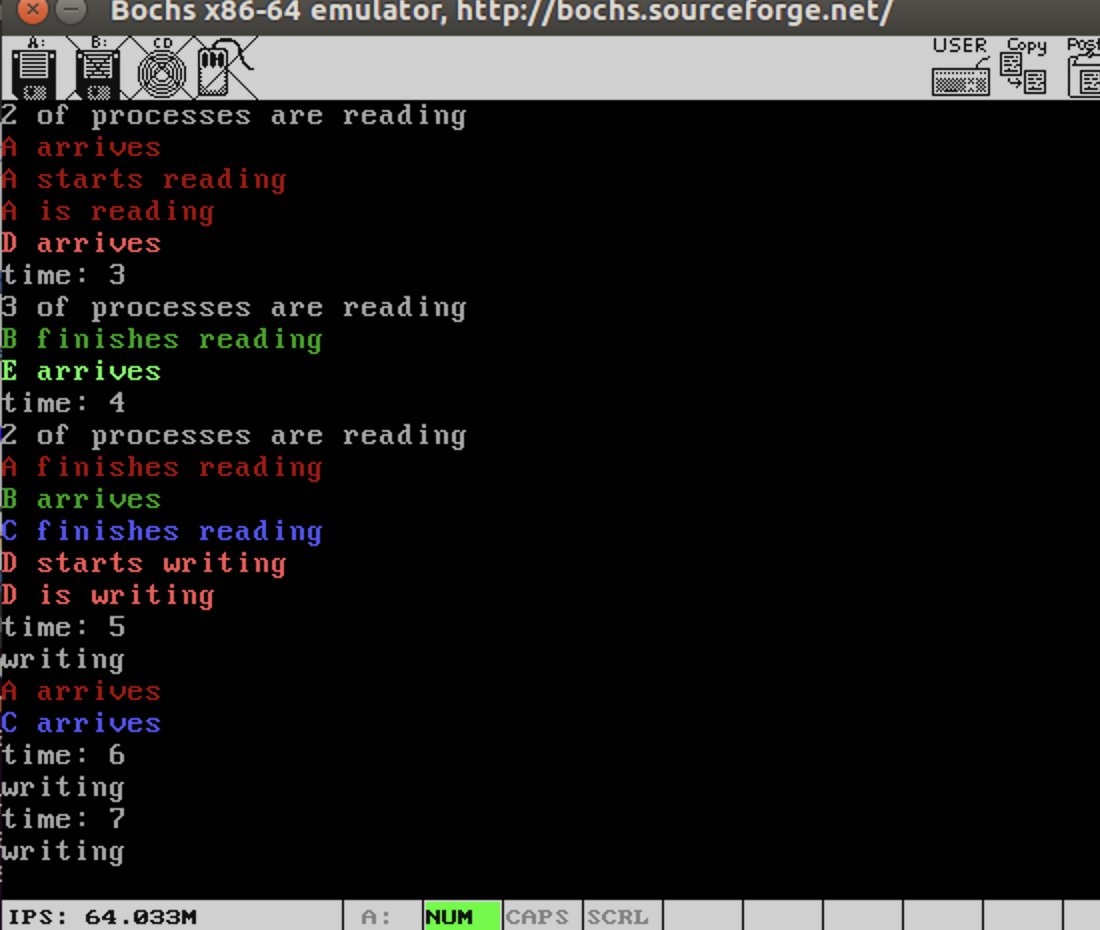 Bochs x86-64 emulator, http://bochs.sourceforge.net/
A: B: CD USER Copy
2 of processes are reading
A arrives
A starts reading
A is reading
D arrives
time: 3
3 of processes are reading
B finishes reading
E arrives
time: 4
2 of processes are reading
A finishes reading
B arrives
C finishes reading
D starts writing
D is writing
time: 5
writing
A arrives
C arrives
time: 6
writing
time: 7
writing
IPS: 64.033M A: NUM CAPS SCRL